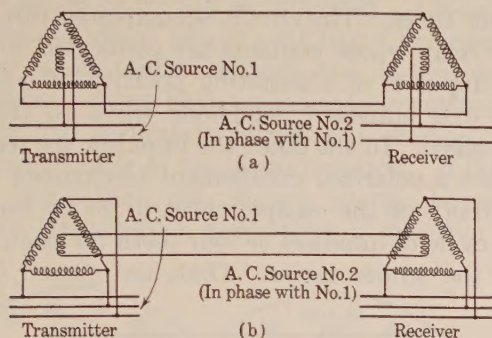 A. C. Source No.1
A. C. Source No.2
(In phase with No.1)
Transmitter
Receiver
(a)
A. C. Source No.1
A. C. Source No.2
(In phase with No.1)
Transmitter
(b)
Receiver